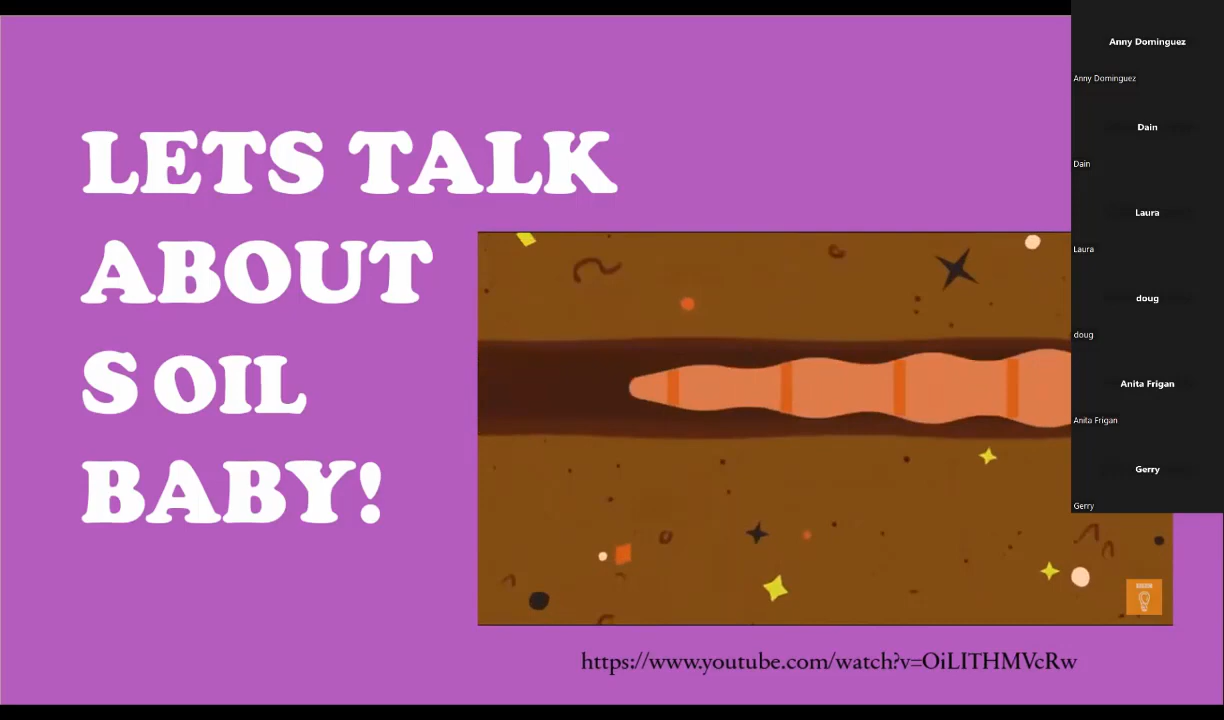 LETS TALK
ABOUT
SOIL
BABY!
https://www.youtube.com/watch?v=OiLITHMVcRw
Anny Dominguez
Anny Dominguez
Dain
Dain
Laura
Laura
doug
doug
Anita Frigan
Anita Frigan
Gerry
Gerry